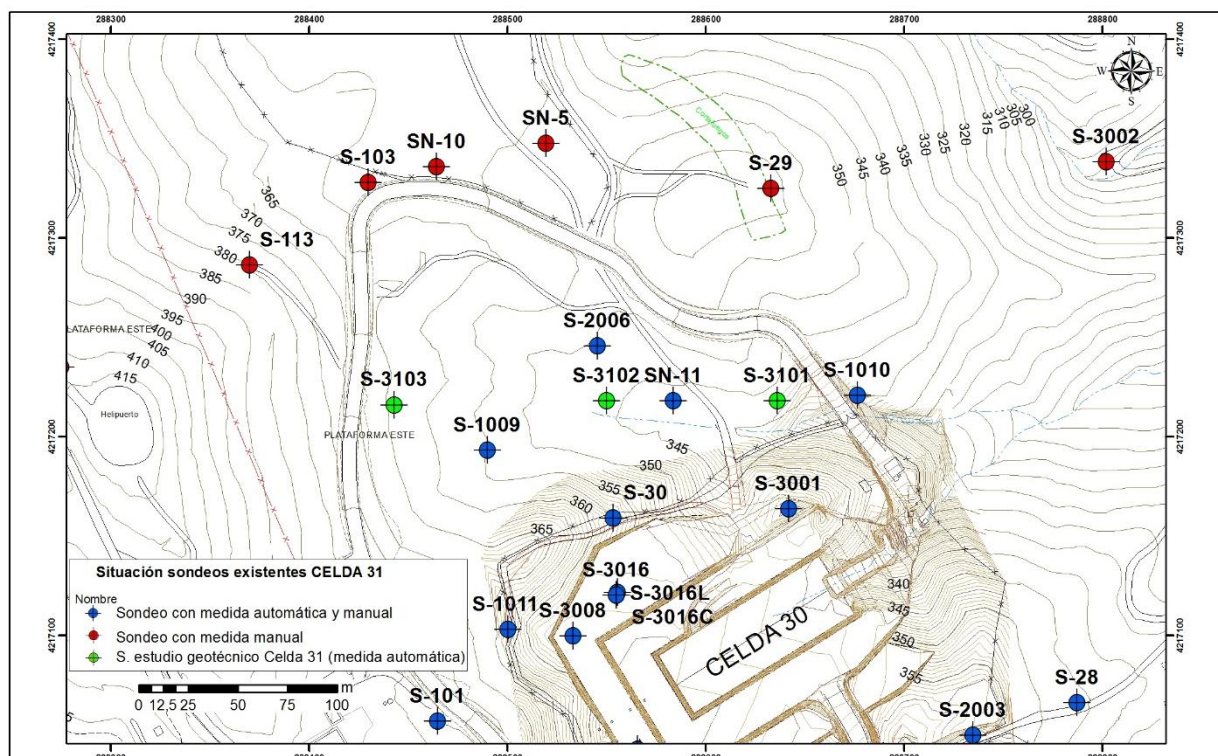 288300 288400 288500 288600 288700 288800
4217400
4217400
N
W E
S
SN-5
SN-10
S-103
S-29
S-3002
300
305
310
315
320
325
330
335
340
345
350
365
370
375
380
385
390
395
400
405
410
415
S-113
4217300
4217300
LATAFORMA ESTE
Helipuerto
S-2006
S-3103
S-3102
SN-11
S-3101
S-1010
PLATAFORMA ESTE
S-1009
4217200
4217200
345
350
355
360
365
S-30
S-3001
S-3016
S-3016L
S-3016C
S-1011
S-3008
CELDA 30
340
345
350
355
4217100
4217100
Situación sondeos existentes CELDA 31
Nombre
Sondeo con medida automática y manual
Sondeo con medida manual
S. estudio geotécnico Celda 31 (medida automática)
0 12,5 25 50 75 100 m
S-101
S-28
S-2003